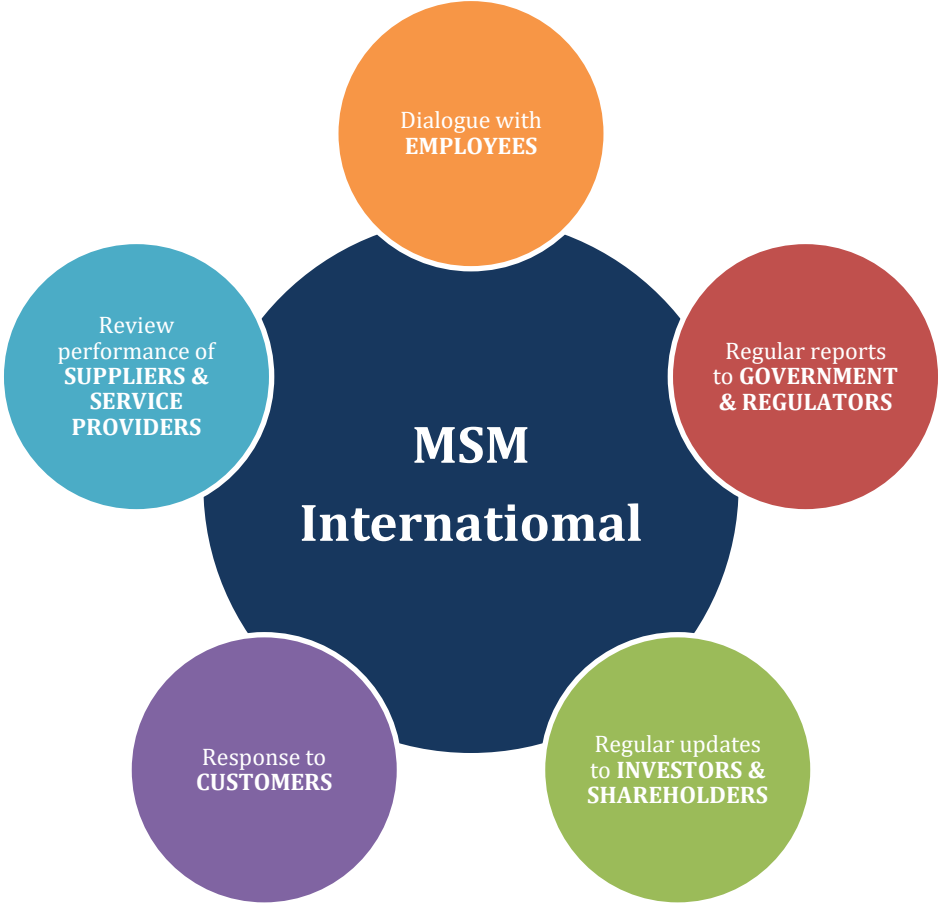 Dialogue with
EMPLOYEES
Review
performance of
SUPPLIERS &
SERVICE
PROVIDERS
Regular reports
to GOVERNMENT
& REGULATORS
MSM
Internatiomal
Response to
CUSTOMERS
Regular updates
to INVESTORS &
SHAREHOLDERS